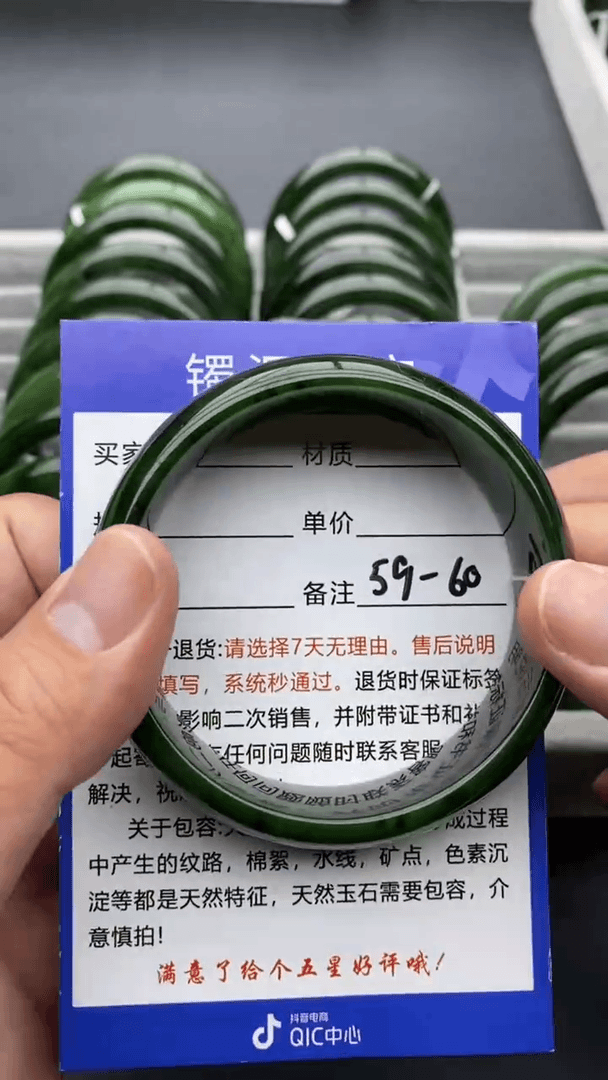 镯
买家 材质
单价
备注 59-60
退货:请选择7天无理由。售后说明
填写，系统秒通过。退货时保证标签
影响二次销售，并附带证书和
任何问题随时联系客服
解决，祝
关于包容: 成过程
中产生的纹路，棉絮，水线，矿点，色素沉
淀等都是天然特征，天然玉石需要包容，介
意慎拍！
满意了给个五星好评哦！
抖音电商
QIC中心